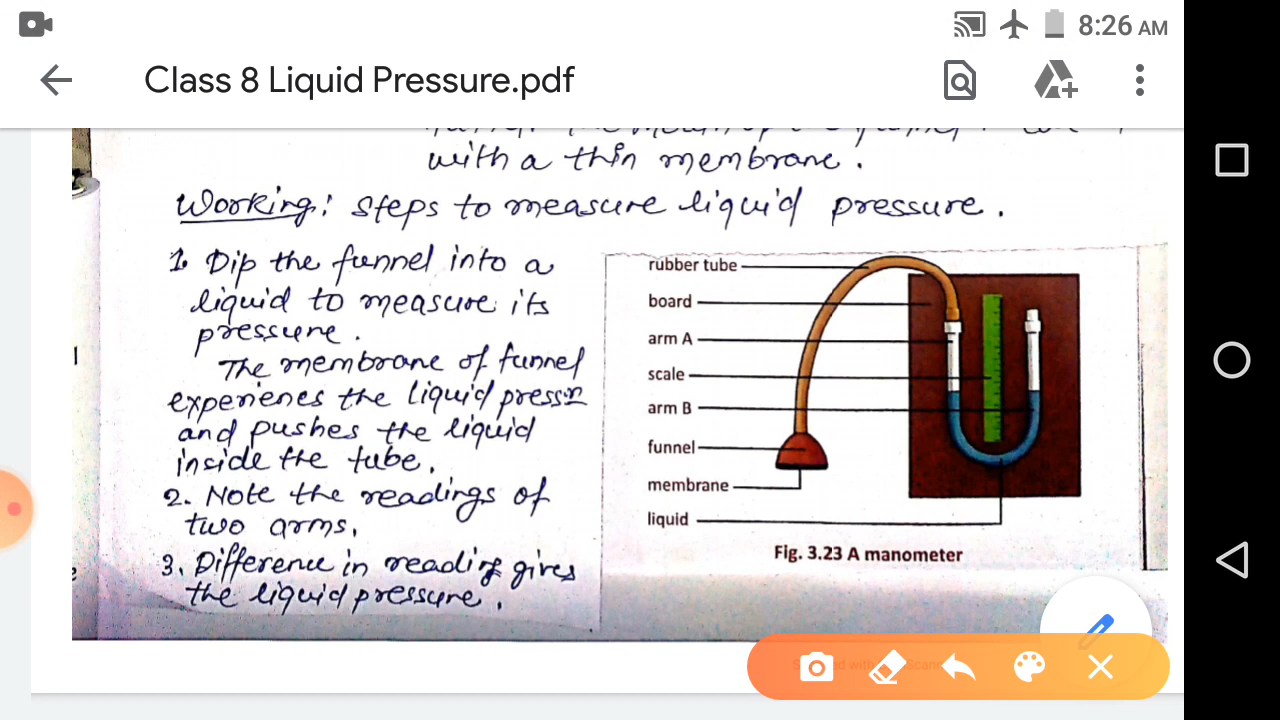 8:26 AM
Class 8 Liquid Pressure.pdf
with a thin membrane.
Working: steps to measure liquid pressure.
1. Dip the funnel into a
liquid to measure its
pressure.
The membrane of funnel
experienes the liquid
and pushes the liquid
inside the tube.
2. Note the readings of
two arms.
3. Difference in reading gives
the liquid pressure.
rubber tube
board
arm A
scale
arm B
funnel
membrane
liquid
Fig. 3.23 A manometer